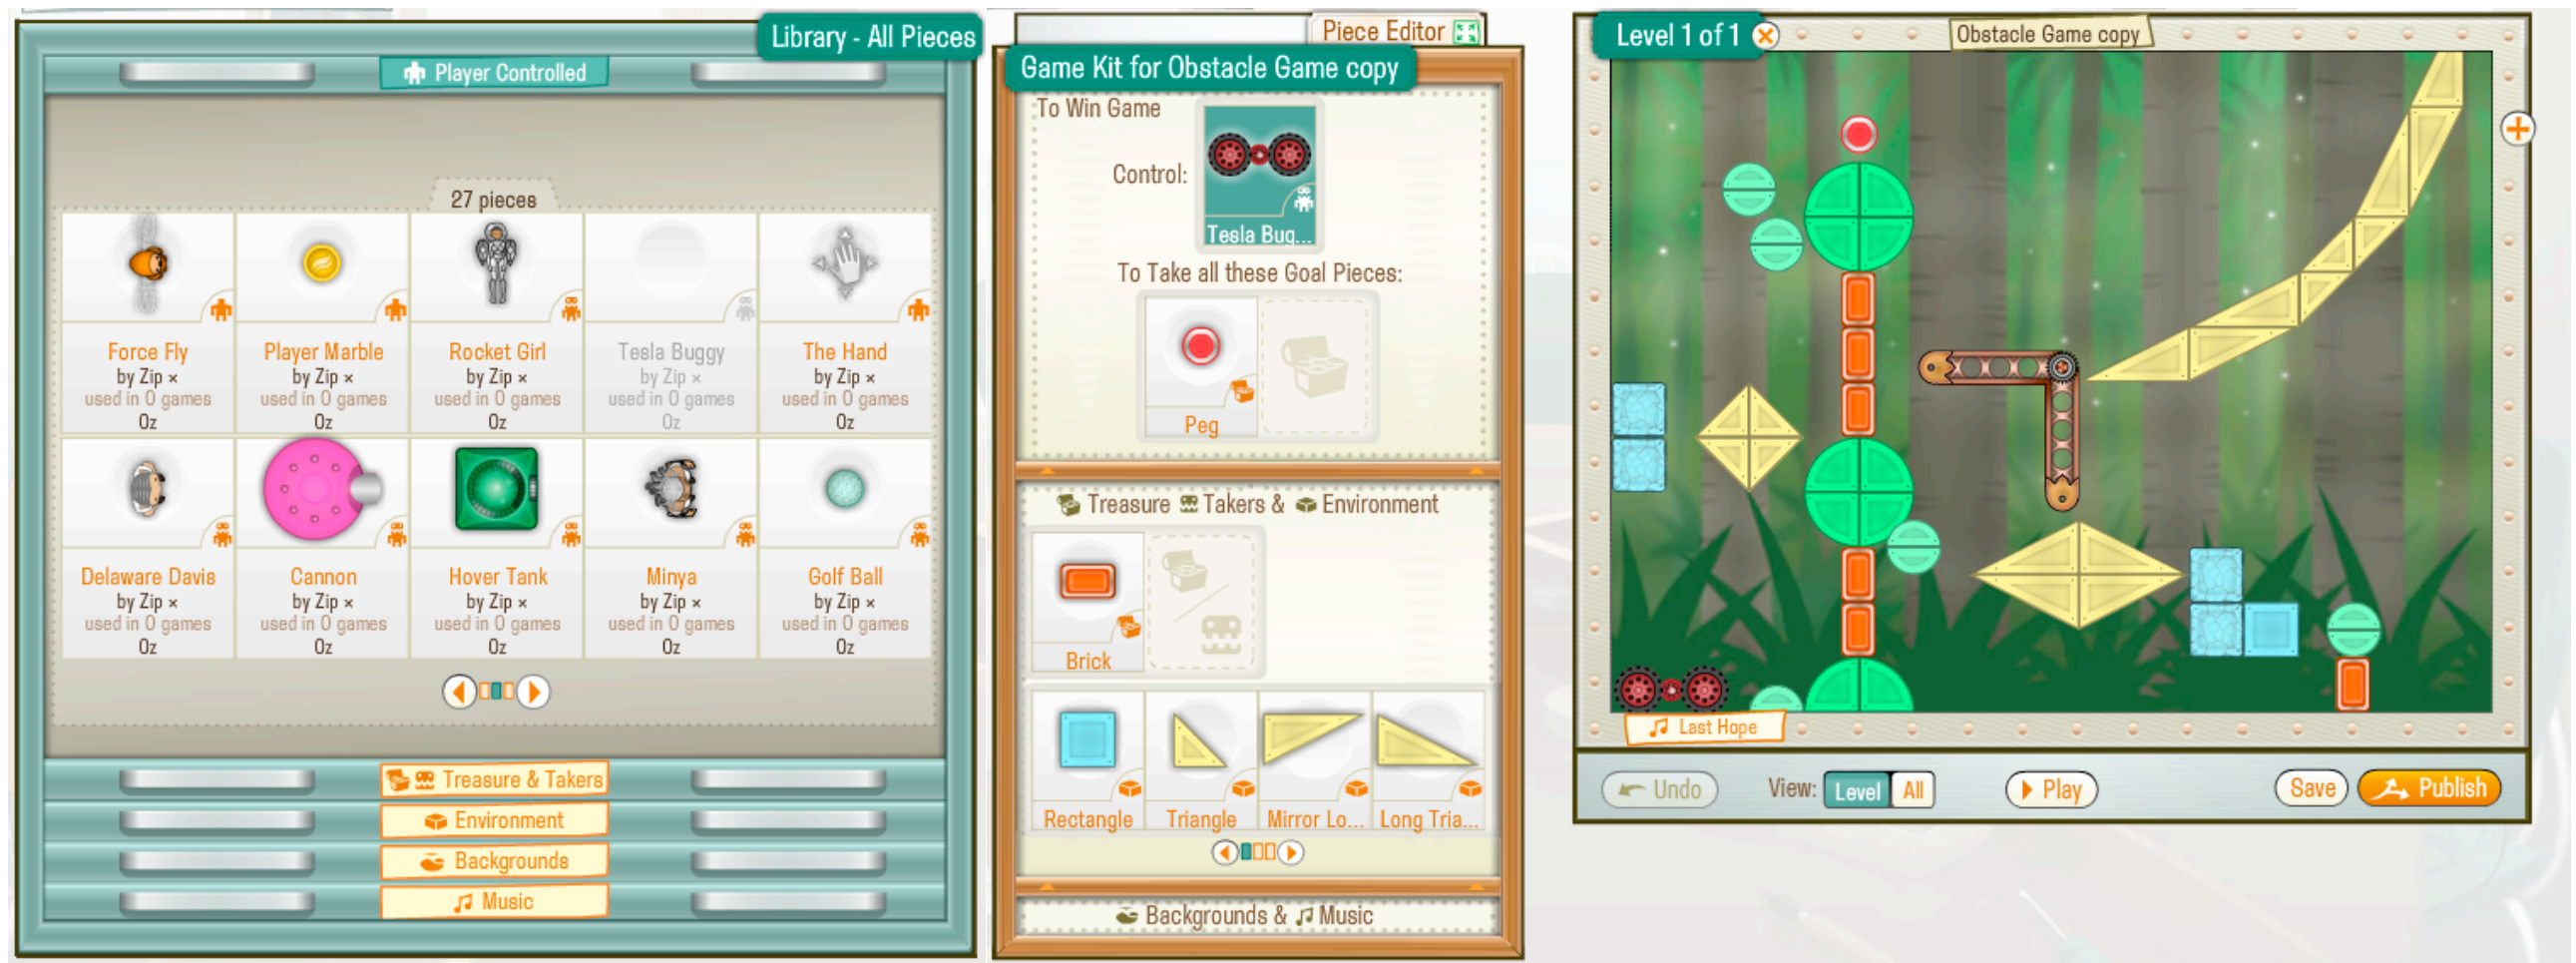 Library - All Pieces
Player Controlled
27 pieces
Force Fly
by Zip ×
used in 0 games
0z
Player Marble
by Zip ×
used in 0 games
0z
Rocket Girl
by Zip ×
used in 0 games
0z
Tesla Buggy
by Zip ×
used in 0 games
0z
The Hand
by Zip ×
used in 0 games
0z
Delaware Davis
by Zip ×
used in 0 games
0z
Cannon
by Zip ×
used in 0 games
0z
Hover Tank
by Zip ×
used in 0 games
0z
Minya
by Zip ×
used in 0 games
0z
Golf Ball
by Zip ×
used in 0 games
0z
Treasure & Takers
Environment
Backgrounds
Music
Piece Editor
Game Kit for Obstacle Game copy
To Win Game
Control:
Tesla Bug...
To Take all these Goal Pieces:
Peg
Treasure Takers & Environment
Brick
Rectangle
Triangle
Mirror Lo...
Long Tria...
Backgrounds & Music
Level 1 of 1
Obstacle Game copy
Last Hope
Undo
View:
Level
All
Play
Save
Publish